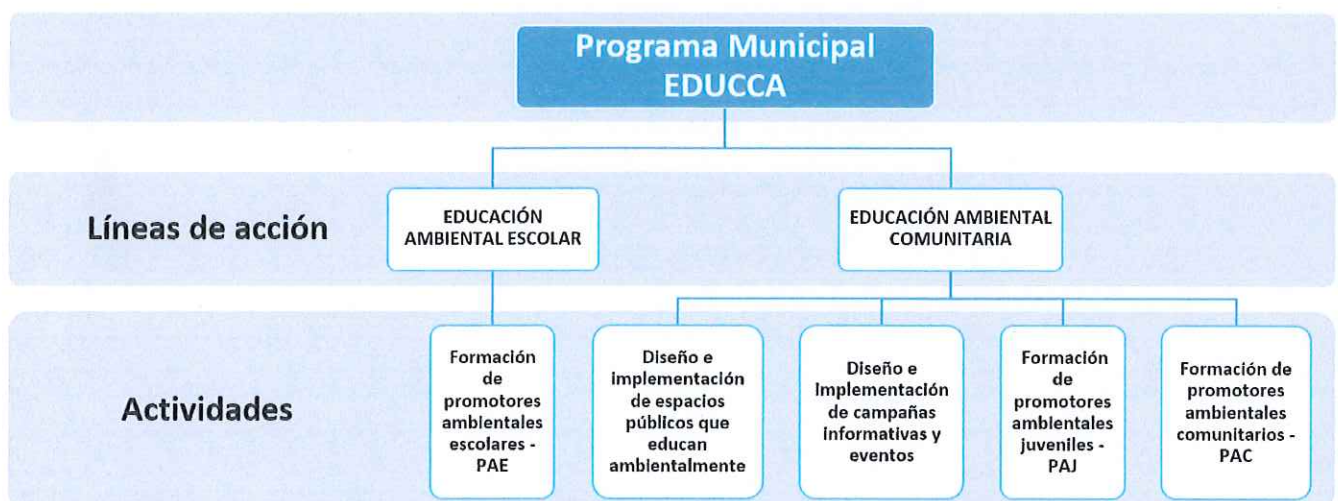 Programa Municipal
EDUCCA
Líneas de acción
EDUCACIÓN
AMBIENTAL ESCOLAR
EDUCACIÓN AMBIENTAL
COMUNITARIA
Actividades
Formación
de
promotores
ambientales
escolares -
PAE
Diseño e
implementación
de espacios
públicos que
educan
ambientalmente
Diseño e
Implementación
de campañas
informativas y
eventos
Formación
de
promotores
ambientales
juveniles -
PAJ
Formación de
promotores
ambientales
comunitarios -
PAC